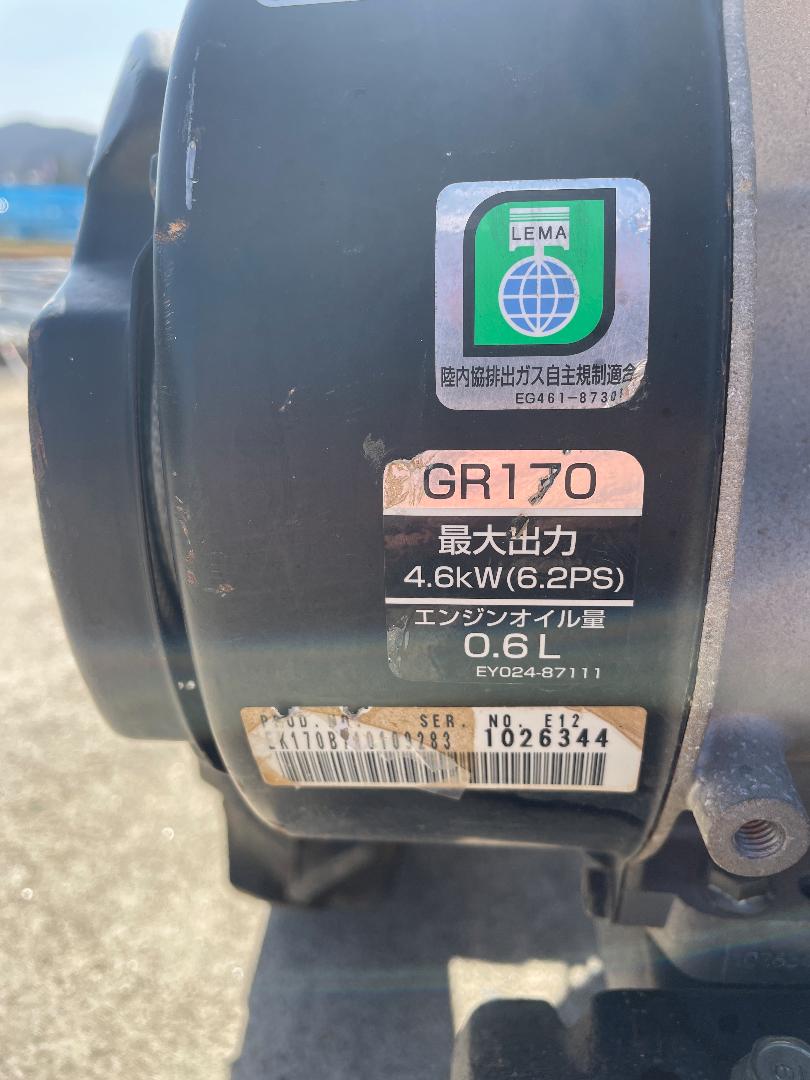 LEMA
陸内協排出ガス自主規制適合
EG461-8730
GR170
最大出力
4.6kW(6.2PS)
エンジンオイル量
0.6L
EY024-87111
SER. NO. E12
1026344